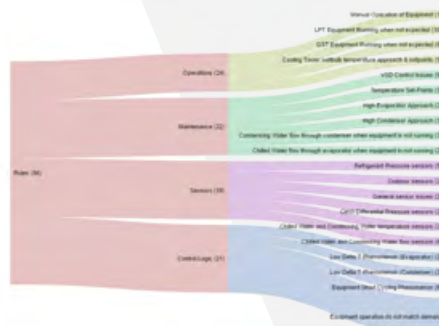 Manual Operation of Equipment
LPT Equipment Running when not expected
GST Equipment Running when not expected
Cooling Tower wetbulb temperature approach & setpoints
Operations (24)
VSD Control Issues
Temperature Set-Points
High Evaporator Approach
High Condenser Approach
Maintenance (22)
Condensing Water flow through condenser when equipment is not running
Chilled Water flow through evaporator when equipment is not running
Refrigerant Pressure sensors
Rules
Outdoor sensors
Sensors
General sensor issues
Differential Pressure sensors
Chilled Water and Condensing Water temperature sensors
Chilled Water and Condensing Water flow sensors
Low Delta T Phenomenon (Evaporator)
Control Logic (21)
Low Delta T Phenomenon (Condenser)
Equipment Short Cycling Phenomenon
Equipment operation do not match demand